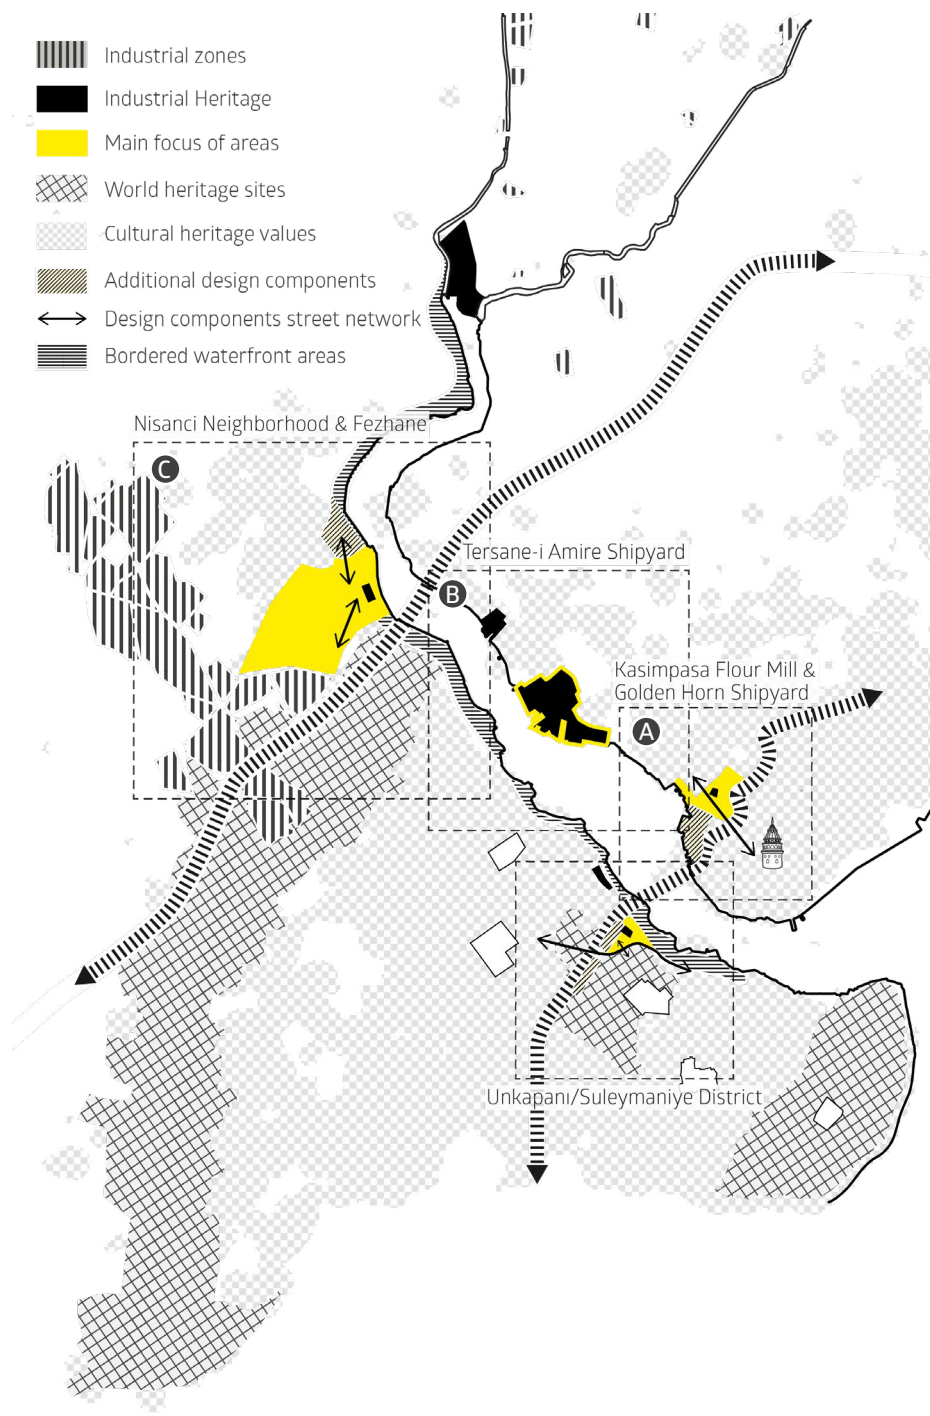 Industrial zones
Industrial Heritage
Main focus of areas
World heritage sites
Cultural heritage values
Additional design components
Design components street network
Bordered waterfront areas
Nisanci Neighborhood & Fezhane
C
Tersane-i Amire Shipyard
B
Kasimpasa Flour Mill &
Golden Horn Shipyard
A
Unkapanı/Suleymaniye District